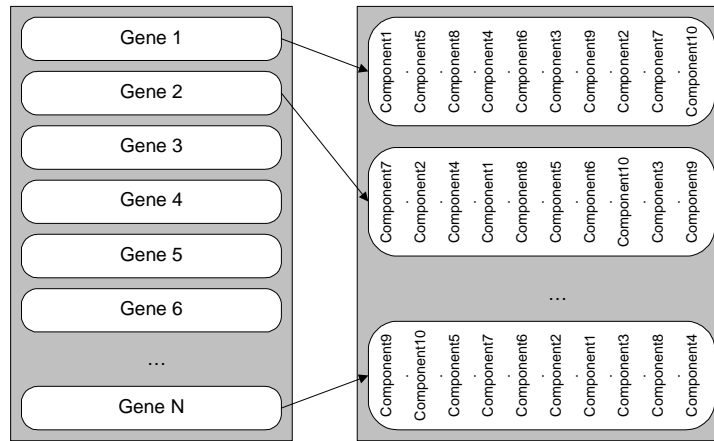 Gene 1
Gene 2
Gene 3
Gene 4
Gene 5
Gene 6
...
Gene N
Component1
Component5
Component8
Component4
Component6
Component3
Component9
Component2
Component7
Component10
Component7
Component2
Component4
Component1
Component8
Component5
Component6
Component10
Component3
Component9
...
Component9
Component10
Component5
Component7
Component6
Component2
Component1
Component3
Component8
Component4